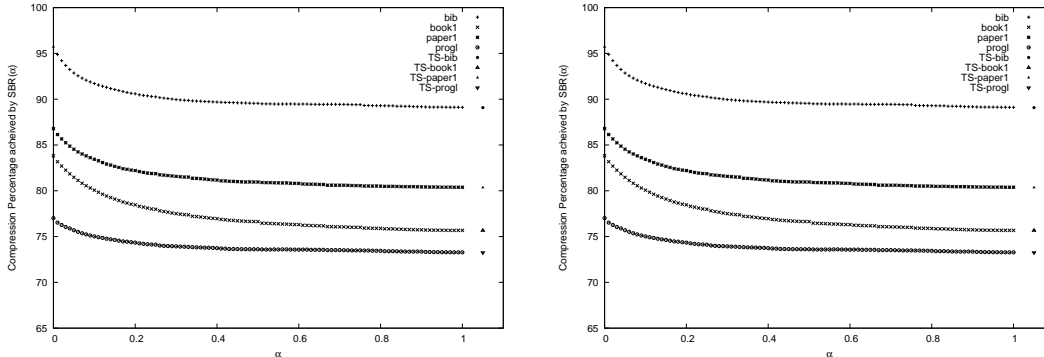 100
95
90
85
80
75
70
65
0
0.2
0.4
0.6
0.8
1
Compression Percentage acheived by SBR(α)
α
bib
book1
paper1
progl
TS-bib
TS-book1
TS-paper1
TS-progl
100
95
90
85
80
75
70
65
0
0.2
0.4
0.6
0.8
1
Compression Percentage acheived by SBR(α)
α
bib
book1
paper1
progl
TS-bib
TS-book1
TS-paper1
TS-progl